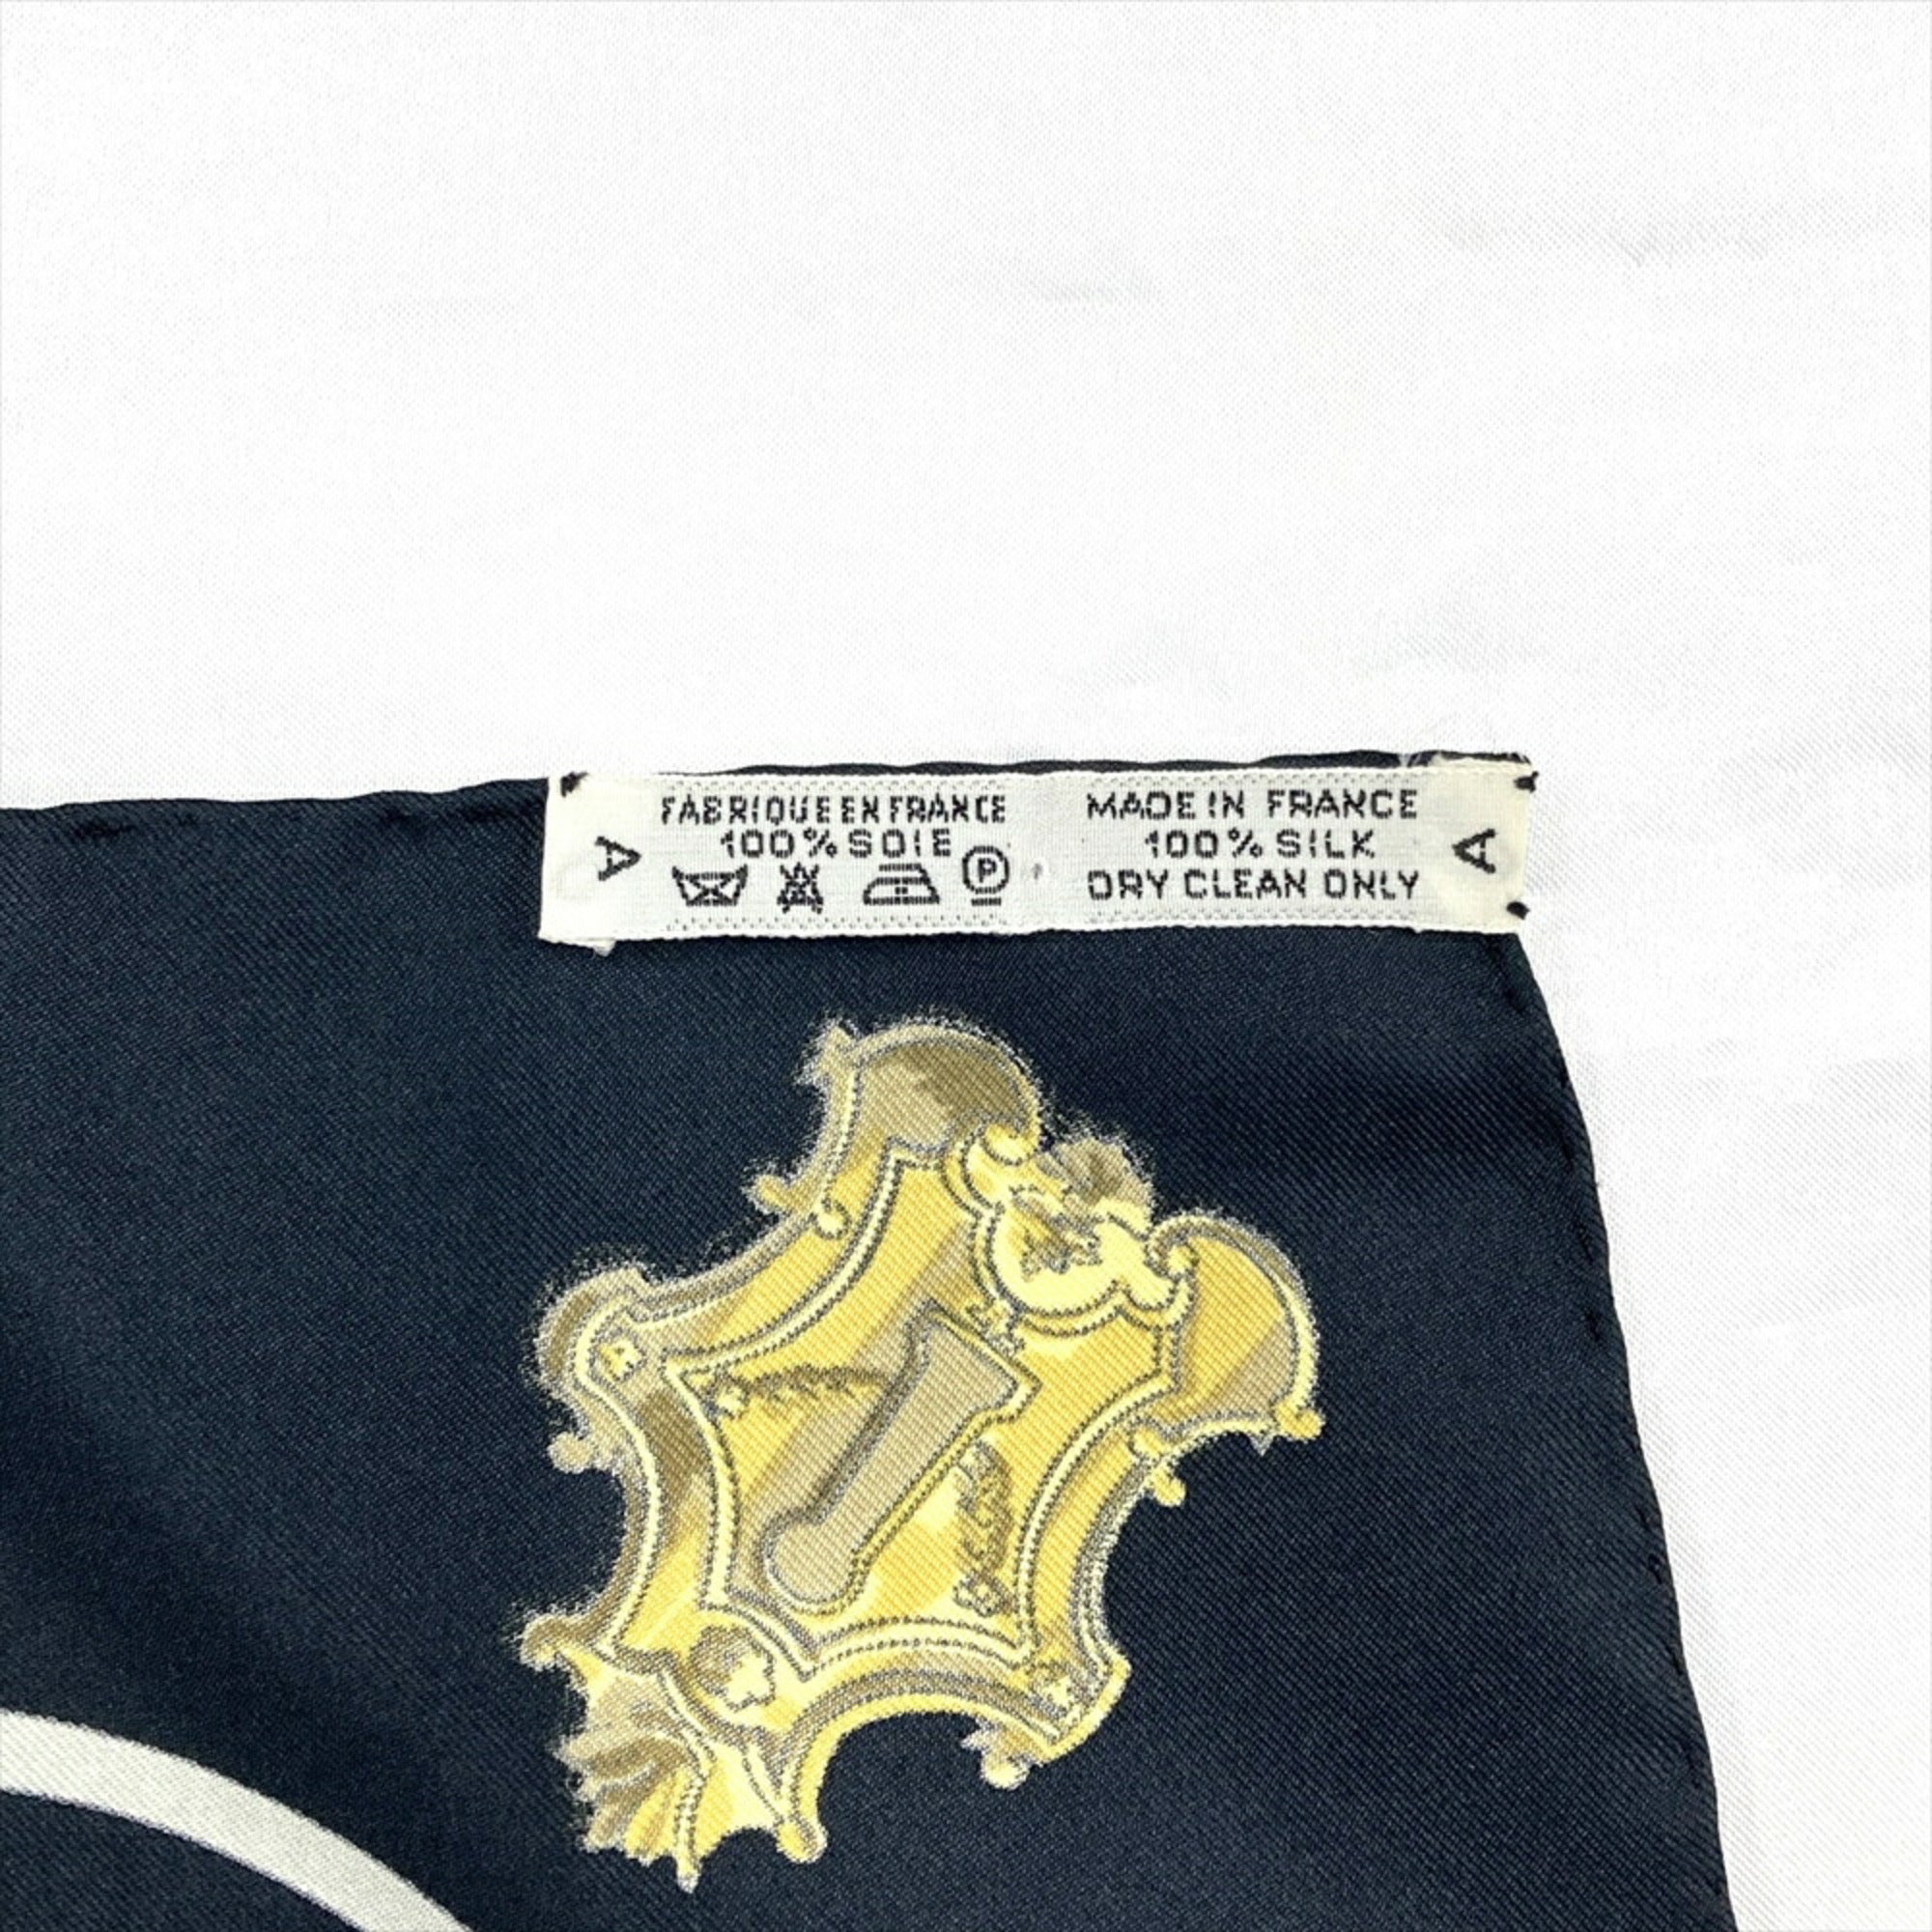 A
FABRIQUE EN FRANCE
100% SOIE
P
MADE IN FRANCE
100% SILK
DRY CLEAN ONLY
A